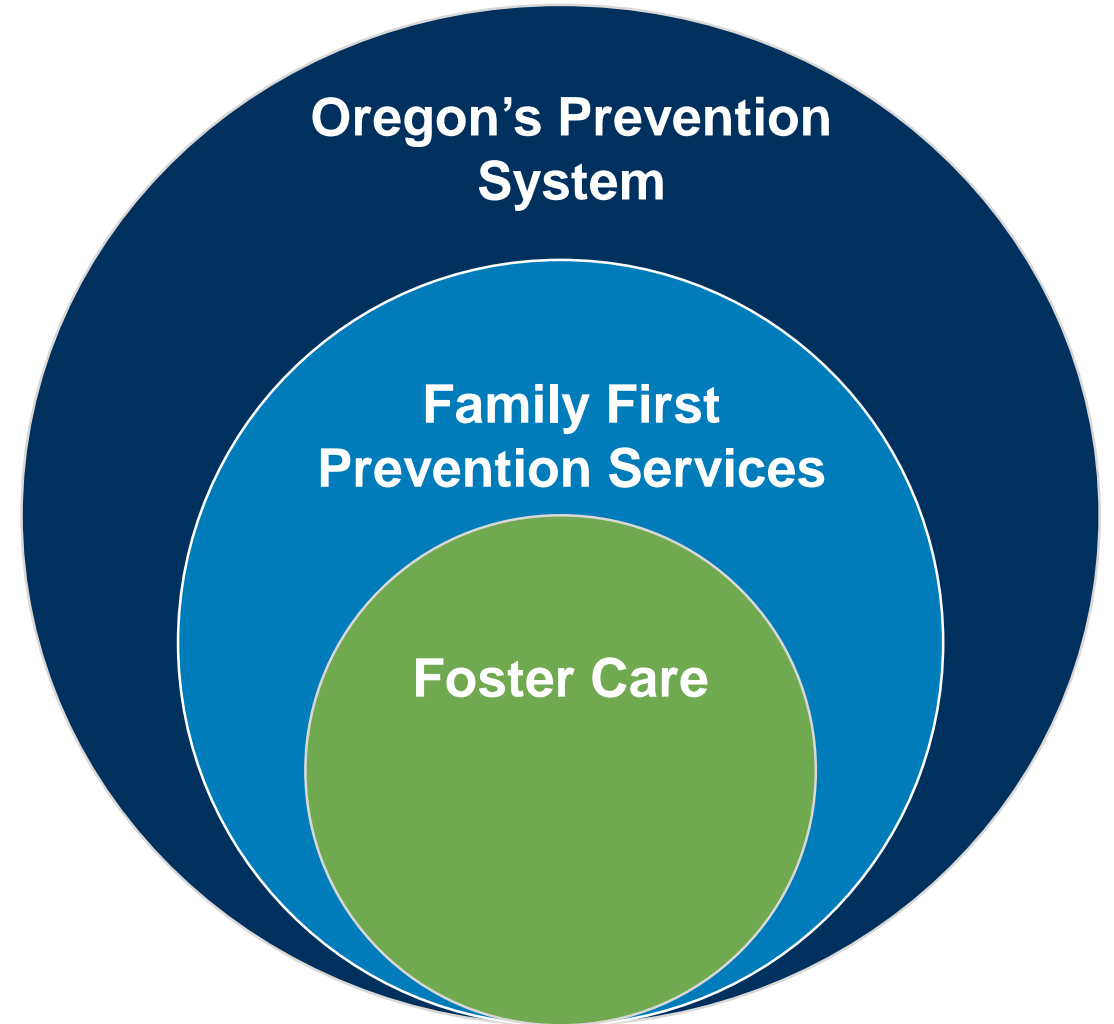 Oregon’s Prevention
System
Family First
Prevention Services
Foster Care